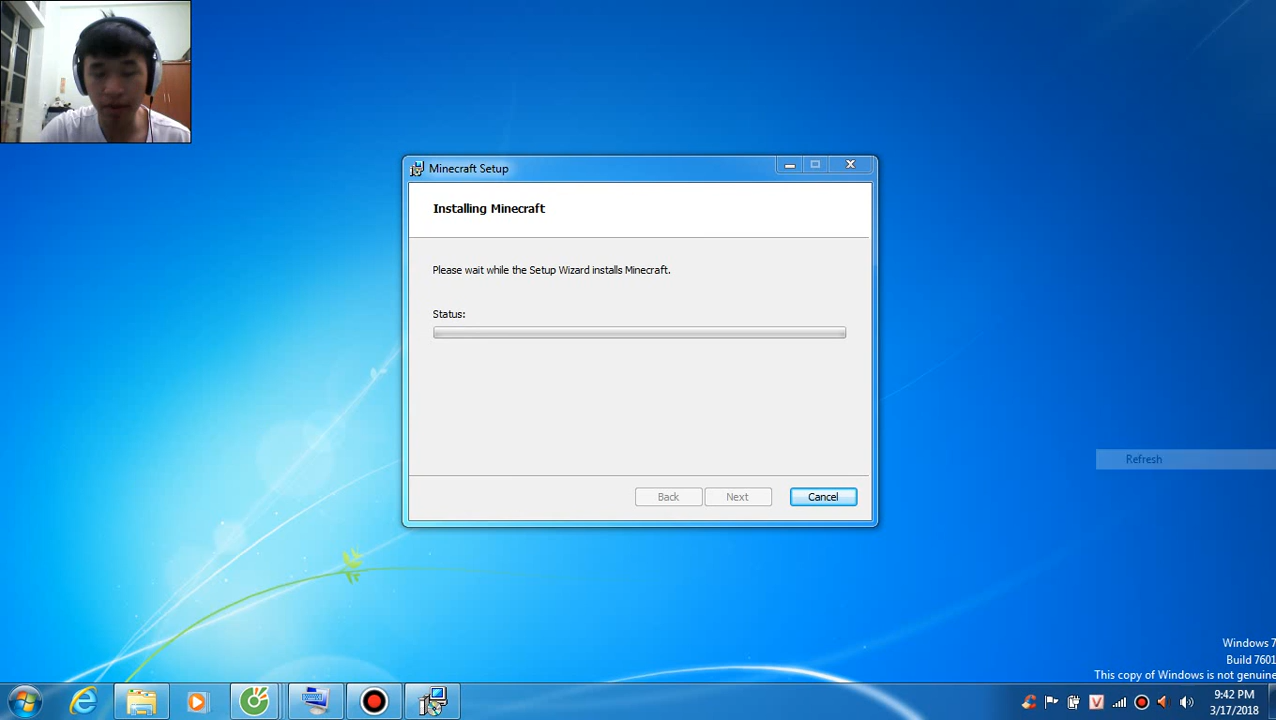 Minecraft Setup
Installing Minecraft
Please wait while the Setup Wizard installs Minecraft.
Status:
Refresh
Back
Next
Cancel
Windows 7
Build 7601
This copy of Windows is not genuine
V
9:42 PM
3/17/2018